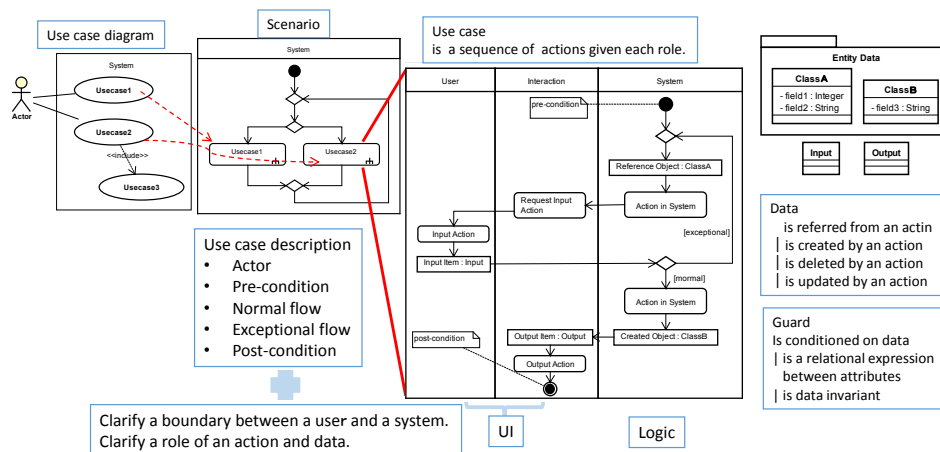 Use case diagram
System
Actor
Usecase1
Usecase2
<<include>>
Usecase3
Scenario
System
Usecase1
Usecase2
Use case
is a sequence of actions given each role.
User
Interaction
System
pre-condition
Reference Object : ClassA
Request Input
Action
Action in System
Input Action
[exceptional]
Input Item : Input
[mormal]
Action in System
post-condition
Output Item : Output
Created Object : ClassB
Output Action
UI
Logic
Use case description
• Actor
• Pre-condition
• Normal flow
• Exceptional flow
• Post-condition
Clarify a boundary between a user and a system.
Clarify a role of an action and data.
Entity Data
ClassA
- field1 : Integer
- field2 : String
ClassB
- field3 : String
Input
Output
Data
is referred from an actin
| is created by an action
| is deleted by an action
| is updated by an action
Guard
Is conditioned on data
| is a relational expression
between attributes
| is data invariant